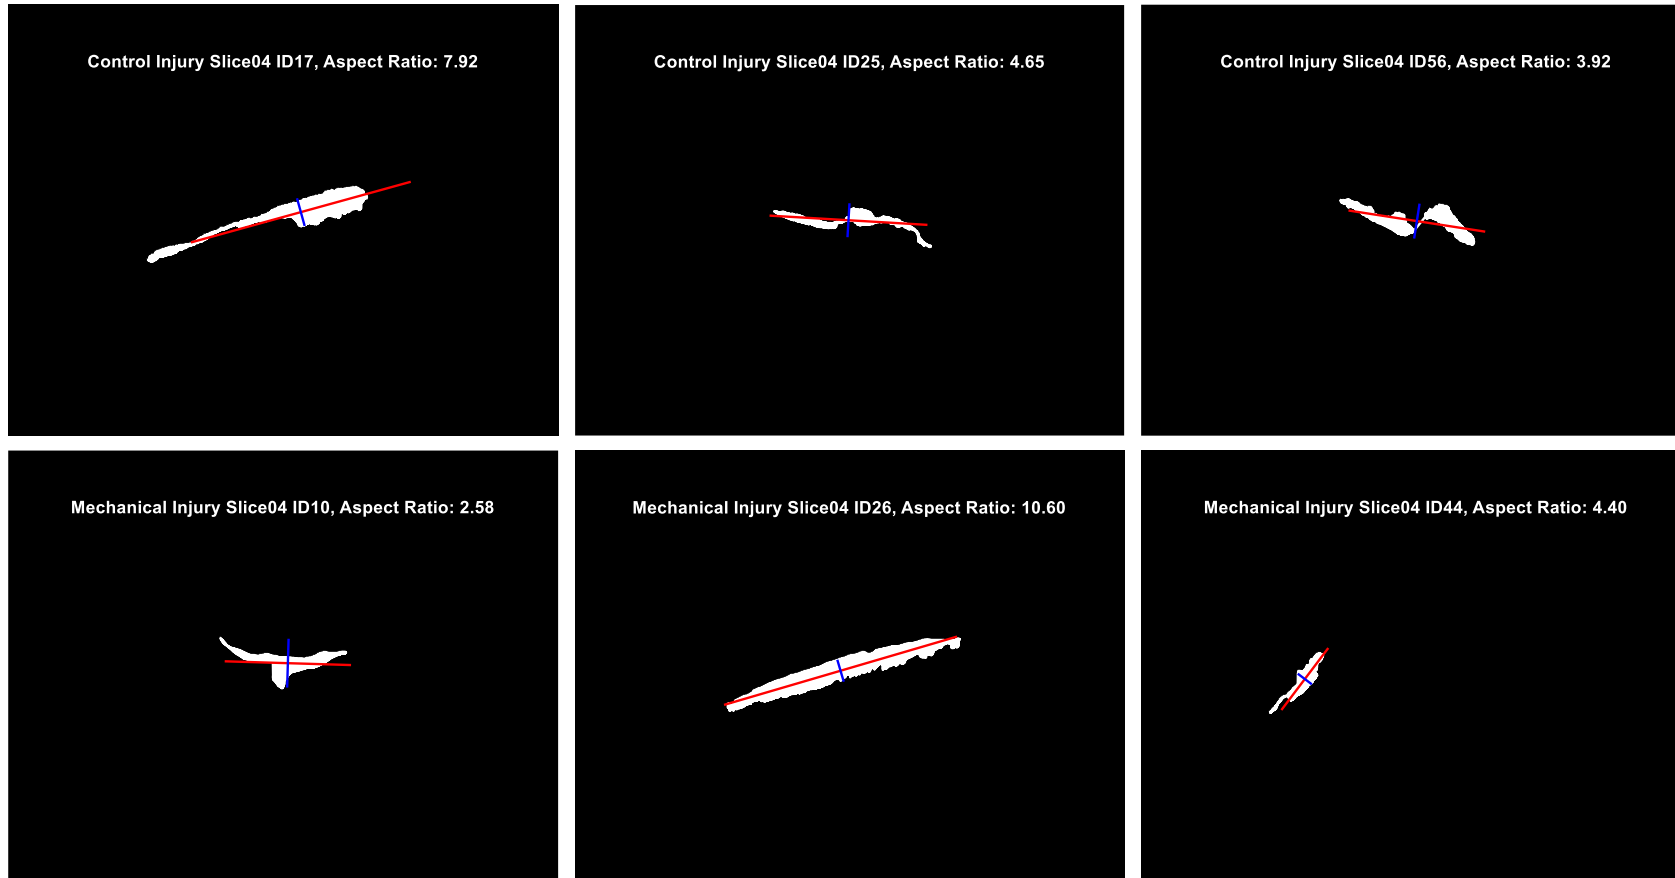 Control Injury Slice04 ID17, Aspect Ratio: 7.92
Control Injury Slice04 ID25, Aspect Ratio: 4.65
Control Injury Slice04 ID56, Aspect Ratio: 3.92
Mechanical Injury Slice04 ID10, Aspect Ratio: 2.58
Mechanical Injury Slice04 ID26, Aspect Ratio: 10.60
Mechanical Injury Slice04 ID44, Aspect Ratio: 4.40